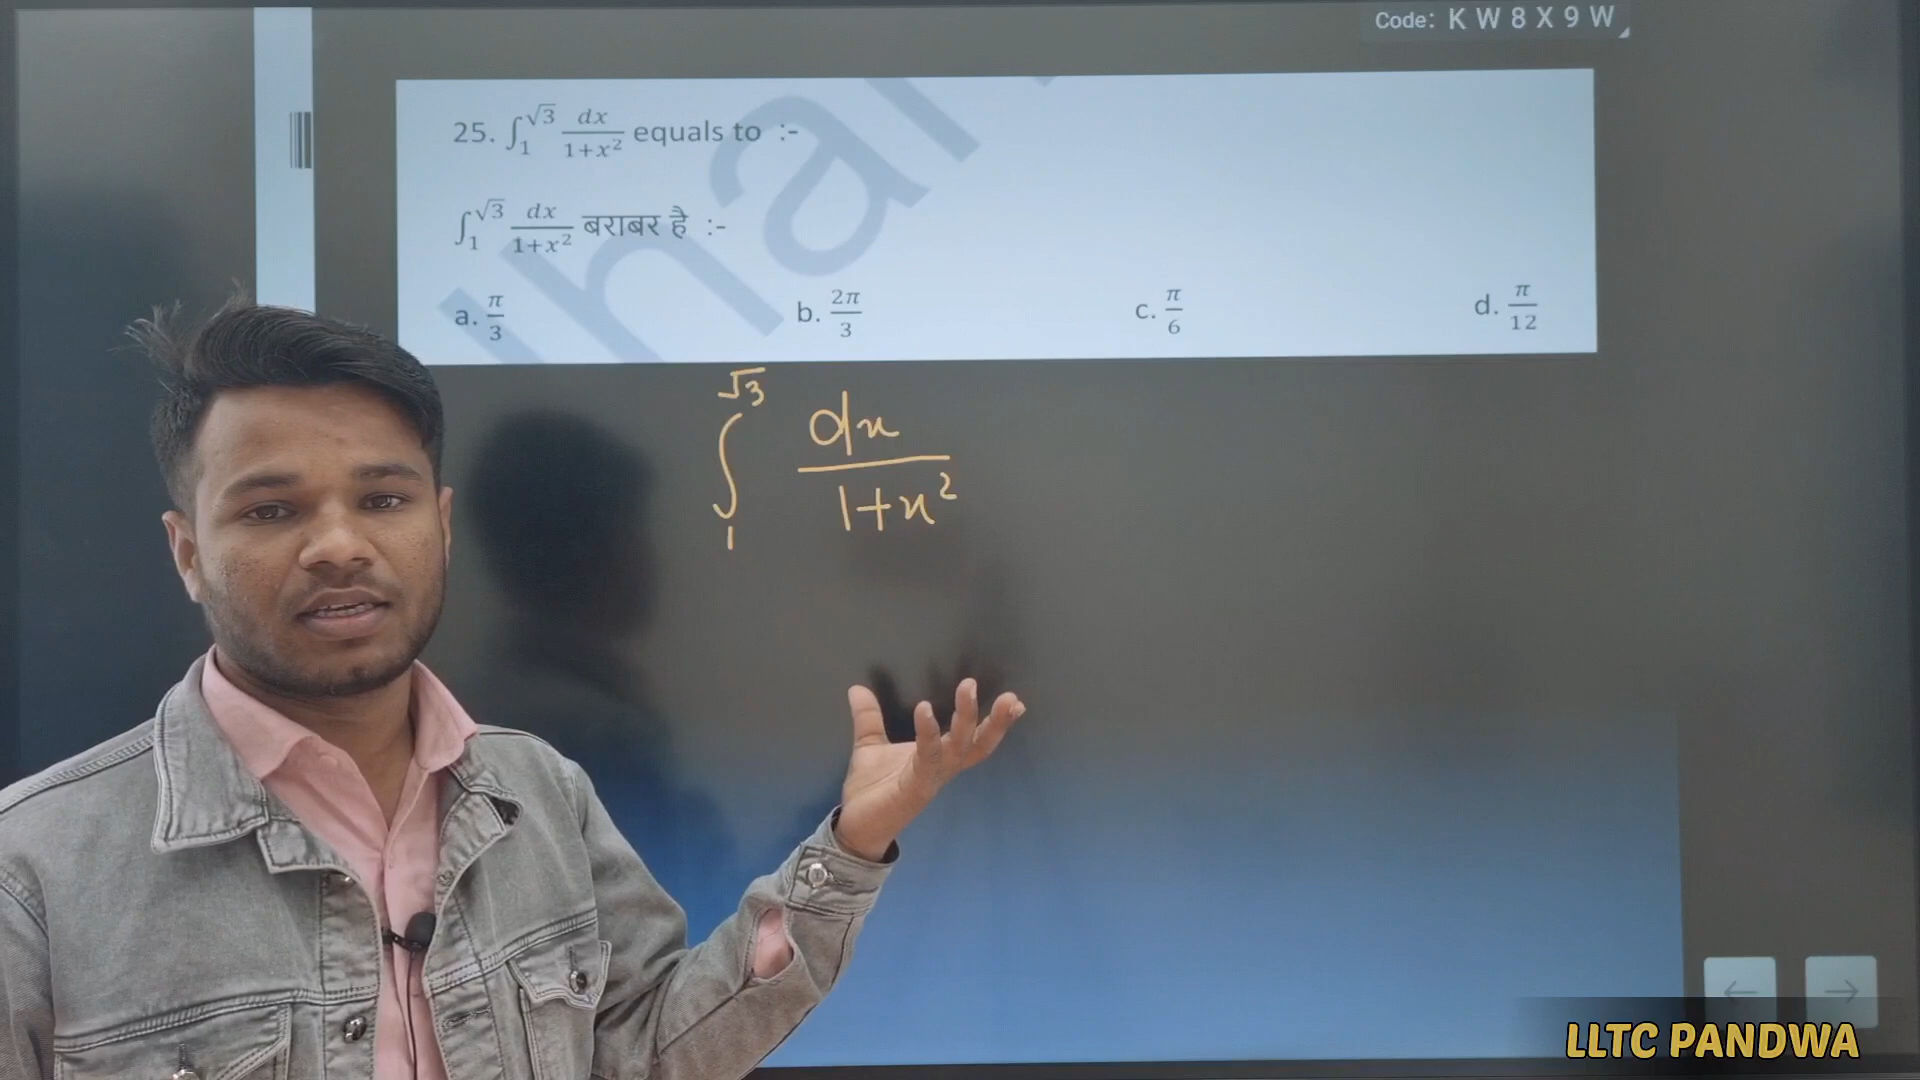 Code: K W 8 X 9 W
25. ∫₁^√3 dx/1+x² equals to :-
∫₁^√3 dx/1+x² बराबर है :-
a. π/3 b. 2π/3 c. π/6 d. π/12
∫₁^√3 dx/1+x²
LLTC PANDWA